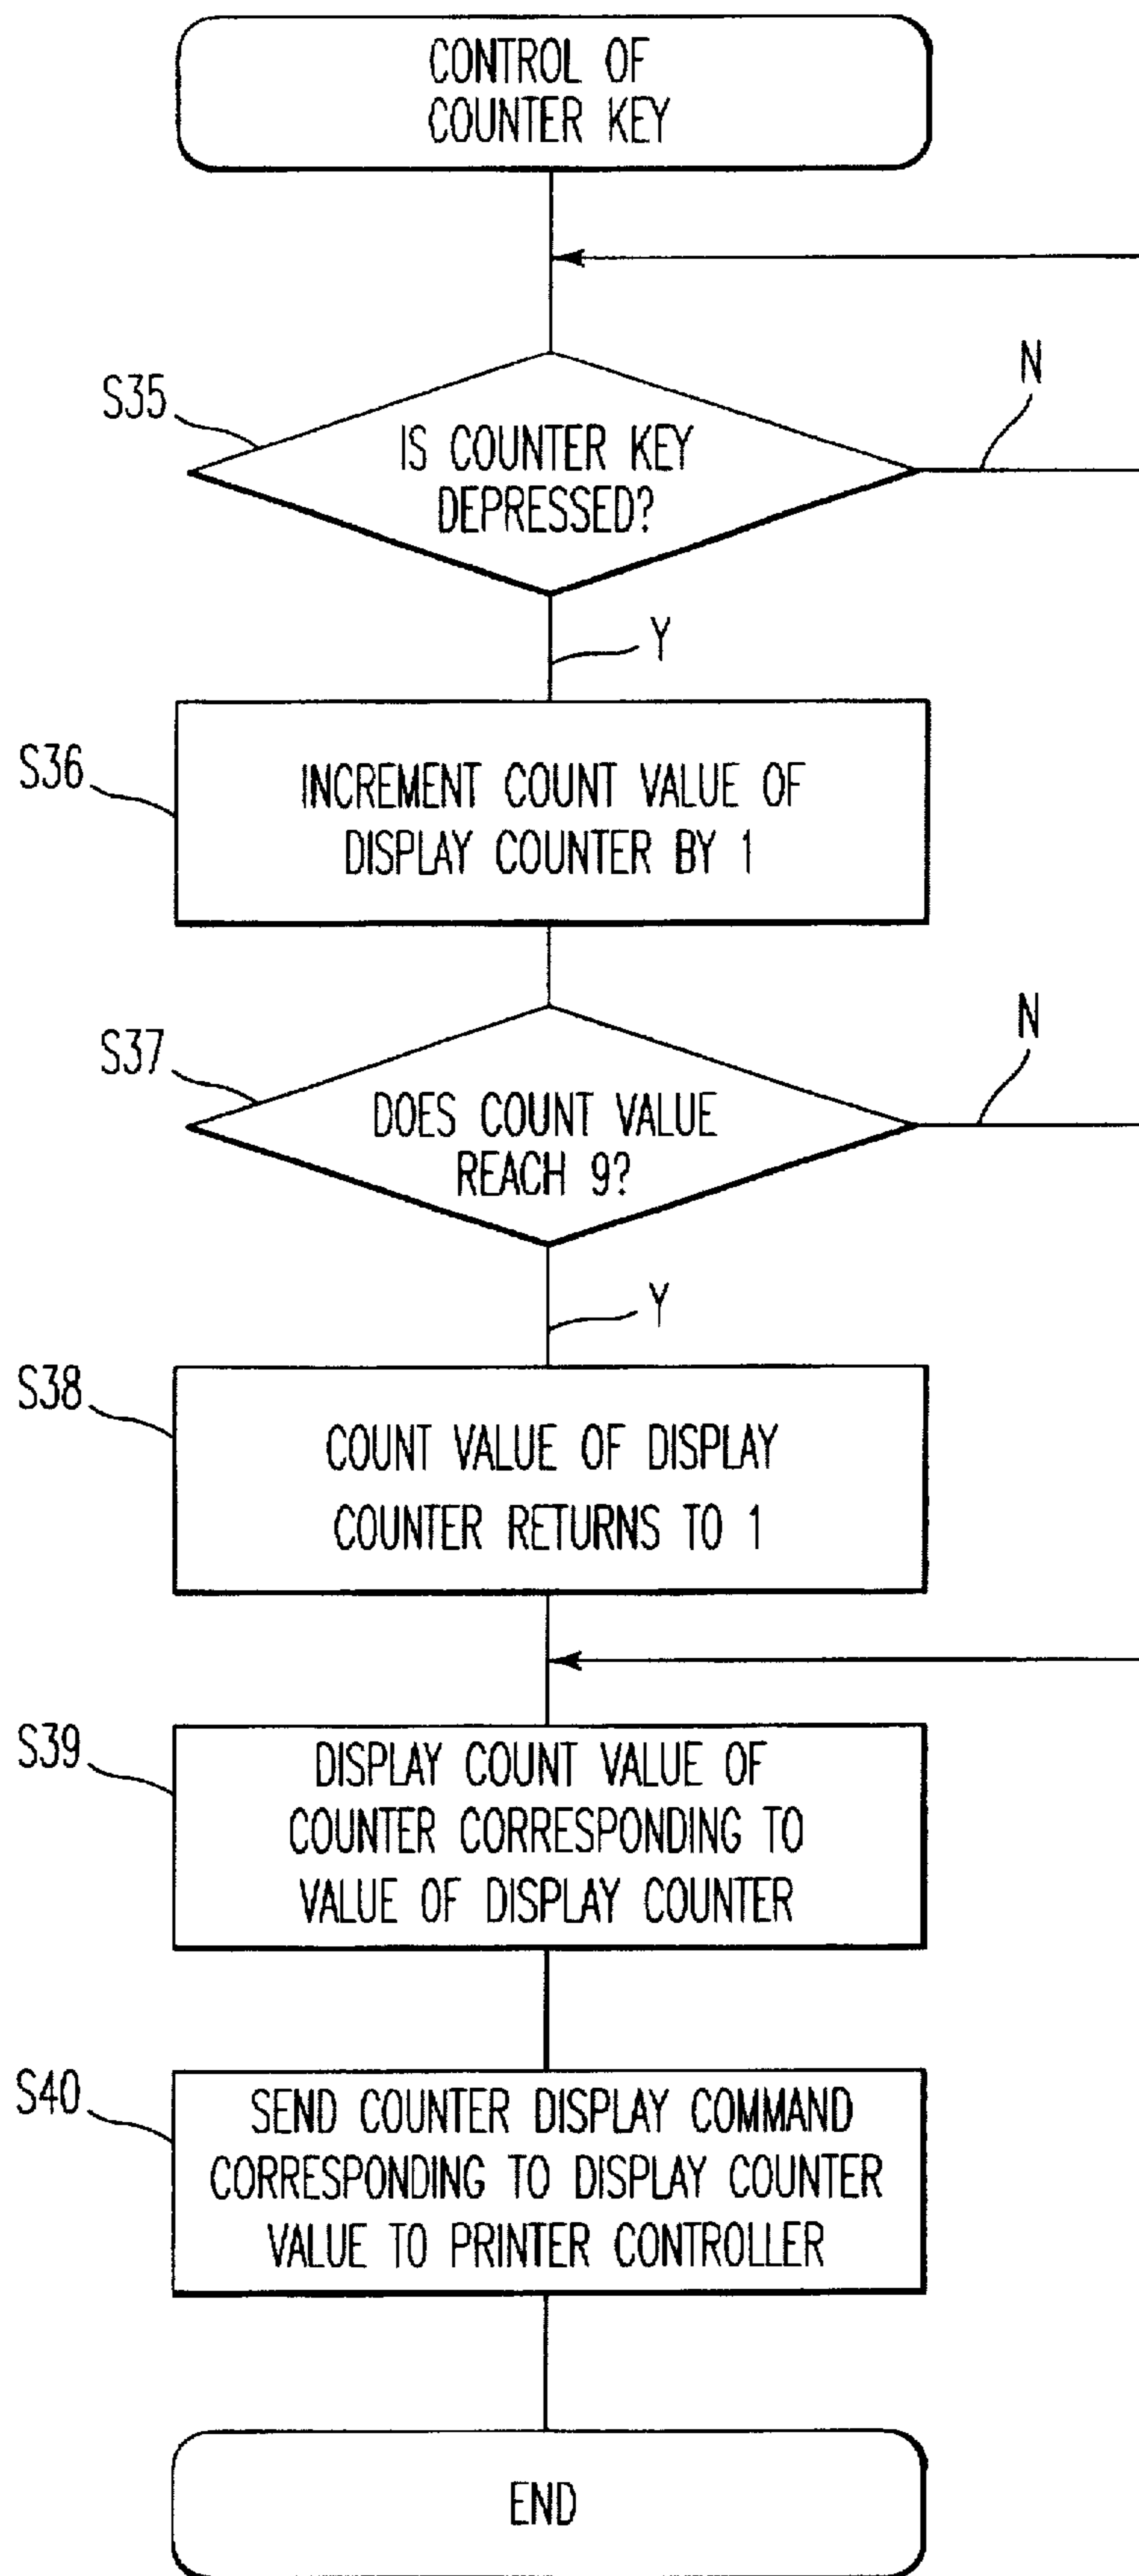 CONTROL OF
COUNTER KEY
S35
IS COUNTER KEY
DEPRESSED?
N
Y
S36
INCREMENT COUNT VALUE OF
DISPLAY COUNTER BY 1
S37
DOES COUNT VALUE
REACH 9?
N
Y
S38
COUNT VALUE OF DISPLAY
COUNTER RETURNS TO 1
S39
DISPLAY COUNT VALUE OF
COUNTER CORRESPONDING TO
VALUE OF DISPLAY COUNTER
S40
SEND COUNTER DISPLAY COMMAND
CORRESPONDING TO DISPLAY COUNTER
VALUE TO PRINTER CONTROLLER
END